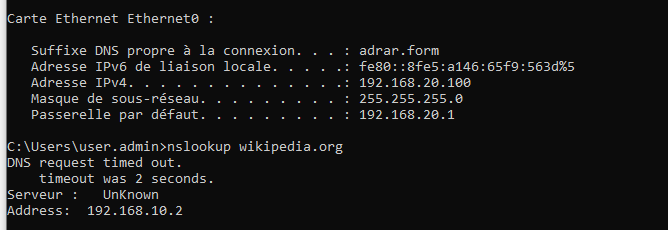 Carte Ethernet Ethernet0 :
Suffixe DNS propre à la connexion. . . : adrar.form
Adresse IPv6 de liaison locale. . . . .: fe80::8fe5:a146:65f9:563d%5
Adresse IPv4. . . . . . . . . . . . . .: 192.168.20.100
Masque de sous-réseau. . . . . . . . . : 255.255.255.0
Passerelle par défaut. . . . . . . . . : 192.168.20.1
C:\Users\user.admin>nslookup wikipedia.org
DNS request timed out.
timeout was 2 seconds.
Serveur :   UnKnown
Address:  192.168.10.2